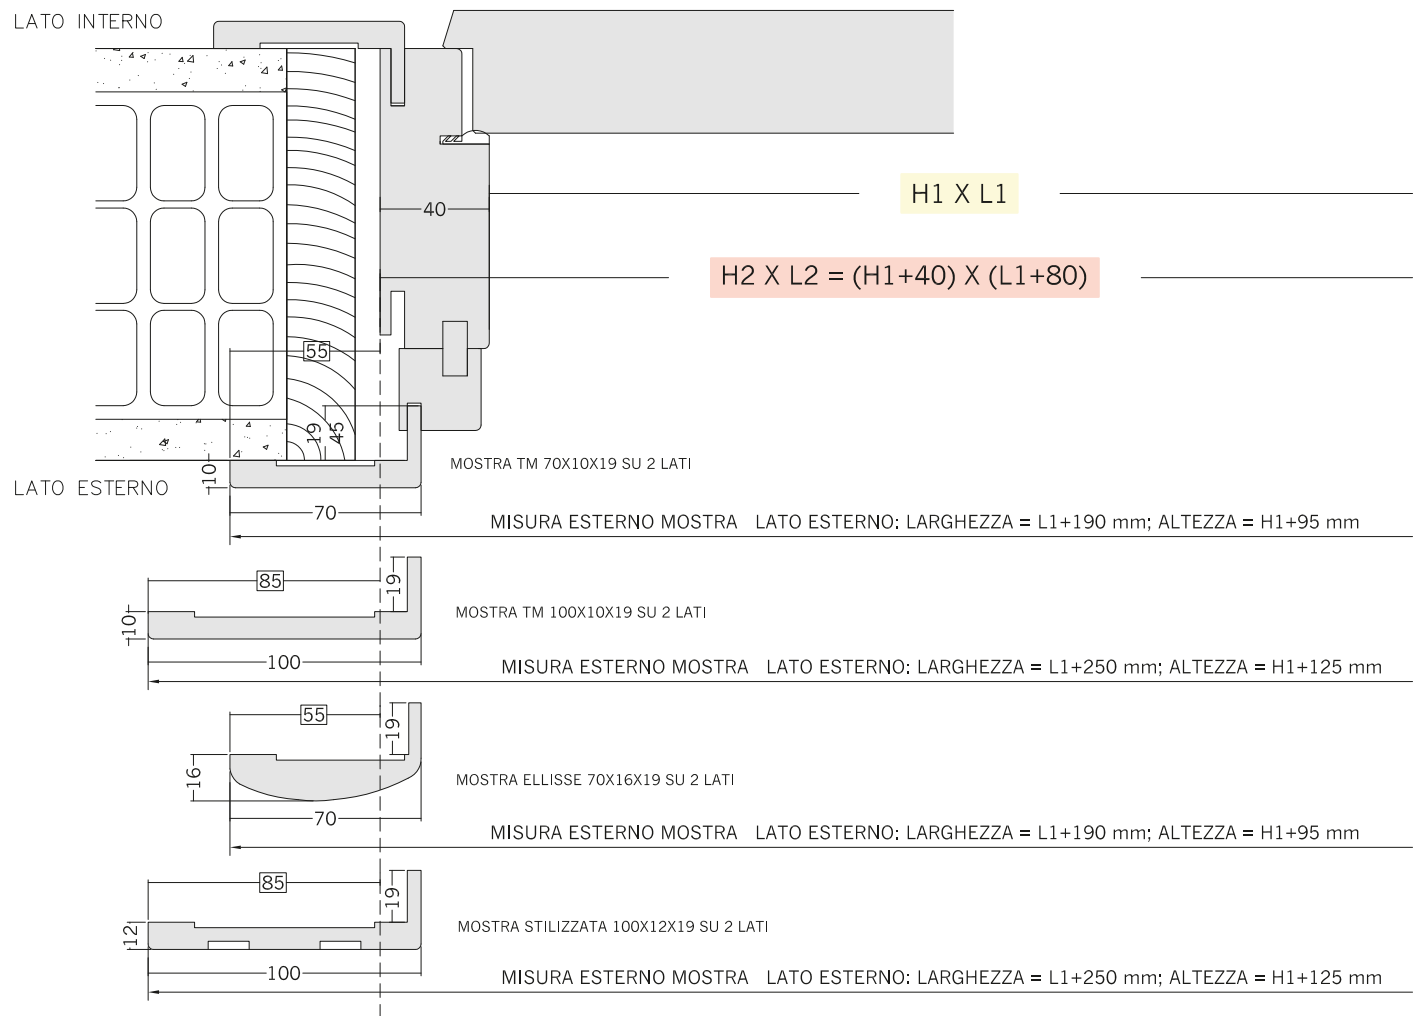 LATO INTERNO
H1 X L1
40
H2 X L2 = (H1+40) X (L1+80)
55
19
45
10
MOSTRA TM 70X10X19 SU 2 LATI
LATO ESTERNO
70
MISURA ESTERNO MOSTRA LATO ESTERNO: LARGHEZZA = L1+190 mm; ALTEZZA = H1+95 mm
85
19
10
MOSTRA TM 100X10X19 SU 2 LATI
100
MISURA ESTERNO MOSTRA LATO ESTERNO: LARGHEZZA = L1+250 mm; ALTEZZA = H1+125 mm
55
19
16
MOSTRA ELLISSE 70X16X19 SU 2 LATI
70
MISURA ESTERNO MOSTRA LATO ESTERNO: LARGHEZZA = L1+190 mm; ALTEZZA = H1+95 mm
85
19
12
MOSTRA STILIZZATA 100X12X19 SU 2 LATI
100
MISURA ESTERNO MOSTRA LATO ESTERNO: LARGHEZZA = L1+250 mm; ALTEZZA = H1+125 mm